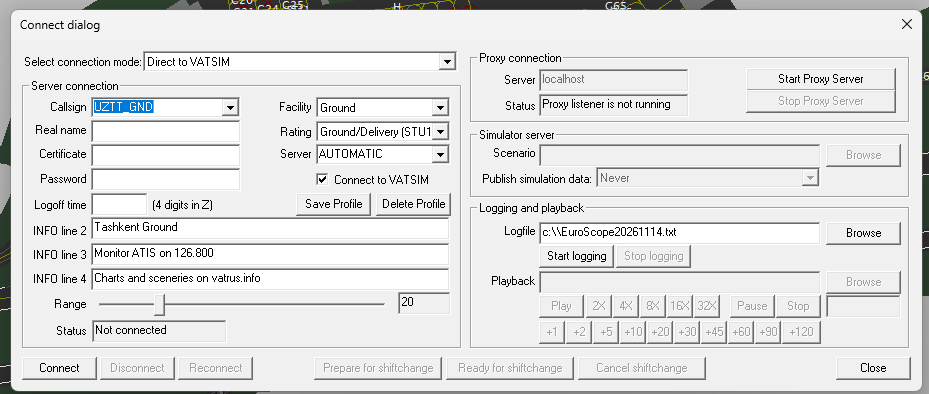 C20
C21 C24 C25
H
G65
Connect dialog
Select connection mode: Direct to VATSIM
Server connection
Callsign UZTT_GND
Facility Ground
Real name
Rating Ground/Delivery (STU1
Certificate
Server AUTOMATIC
Password
Connect to VATSIM
Logoff time (4 digits in Z)
Save Profile Delete Profile
INFO line 2 Tashkent Ground
INFO line 3 Monitor ATIS on 126.800
INFO line 4 Charts and sceneries on vatrus.info
Range 20
Status Not connected
Proxy connection
Server localhost
Start Proxy Server
Status Proxy listener is not running
Stop Proxy Server
Simulator server
Scenario Browse
Publish simulation data: Never
Logging and playback
Logfile c:\\EuroScope20261114.txt Browse
Start logging Stop logging
Playback Browse
Play 2X 4X 8X 16X 32X Pause Stop
+1 +2 +5 +10 +20 +30 +45 +60 +90 +120
Connect Disconnect Reconnect Prepare for shiftchange Ready for shiftchange Cancel shiftchange Close